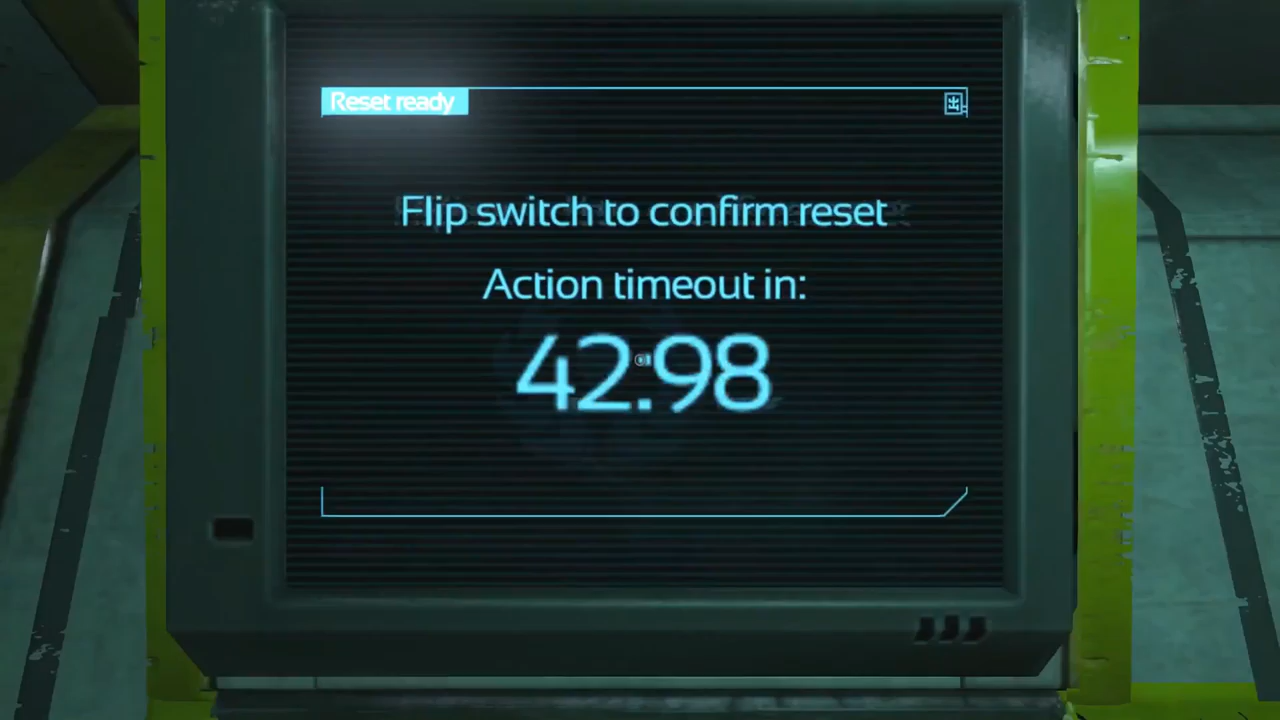 Reset ready
Flip switch to confirm reset
Action timeout in:
42.98